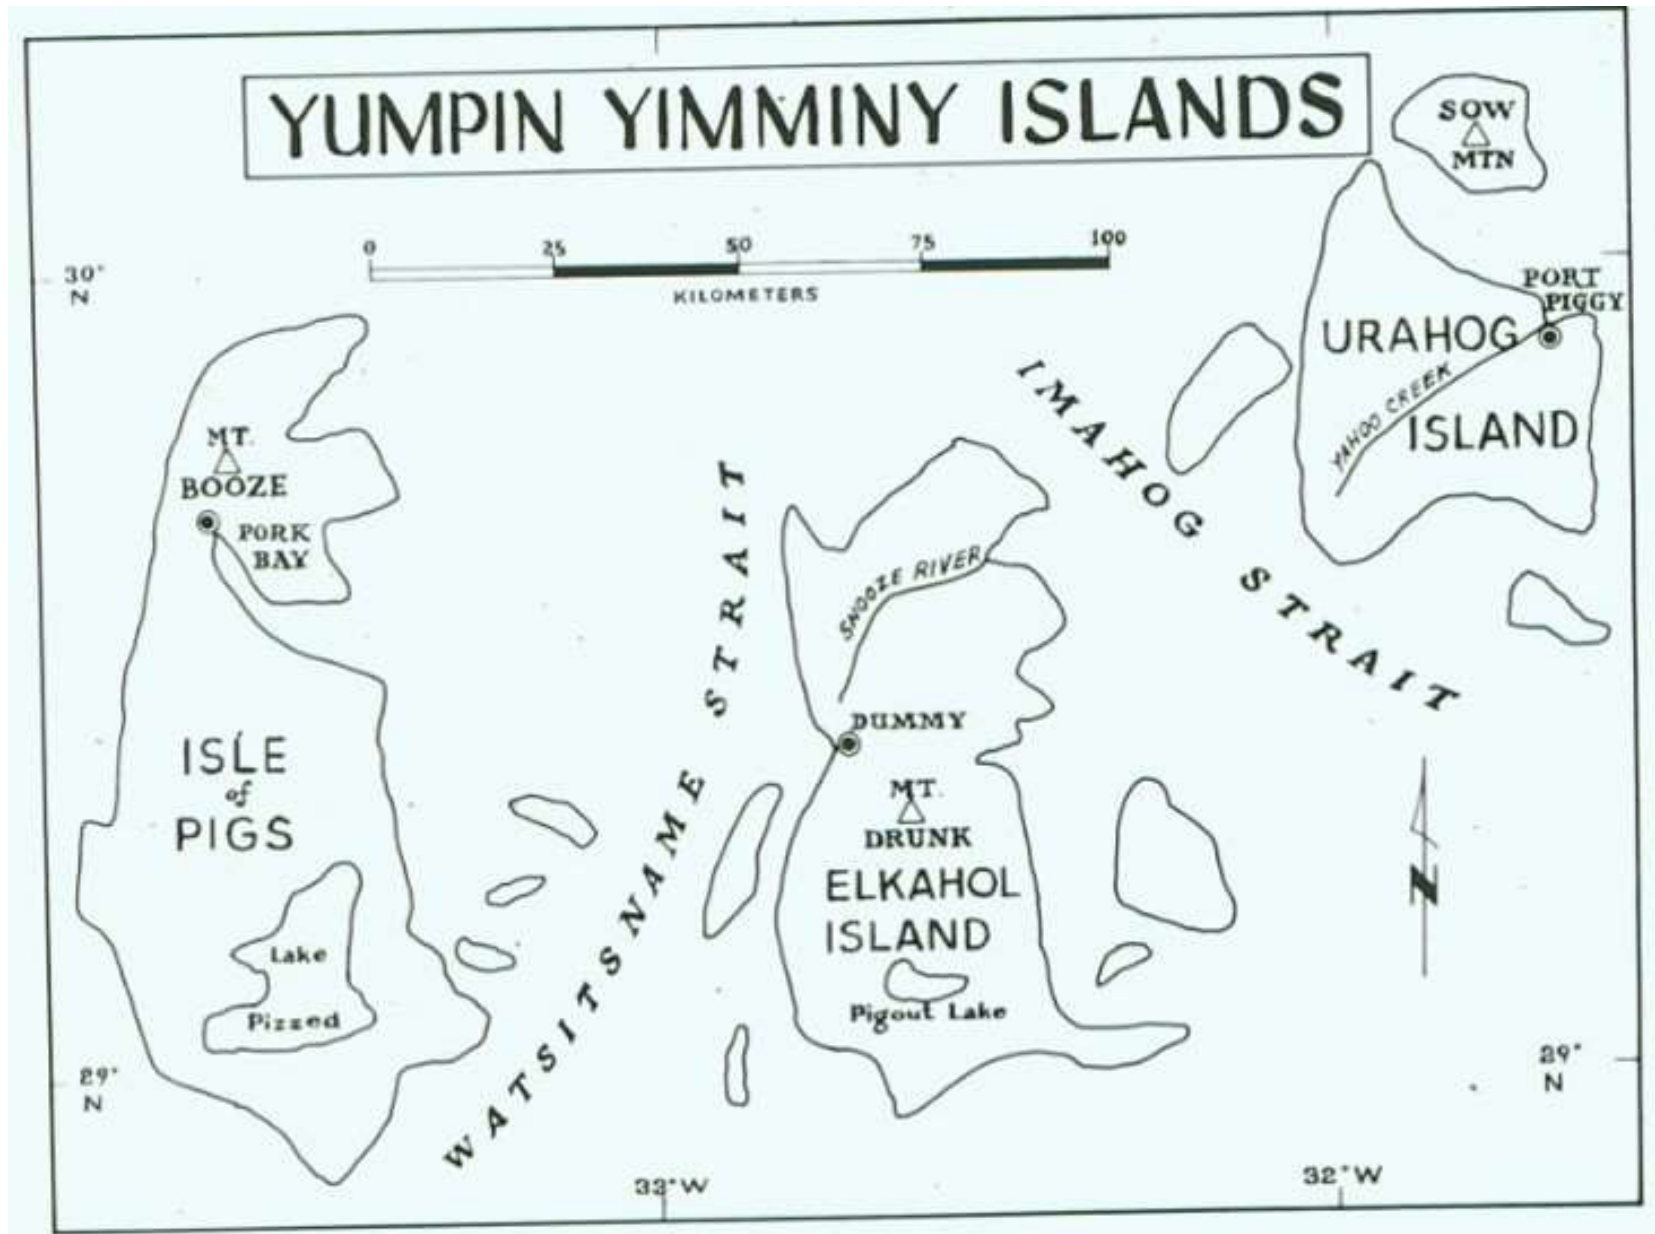 YUMPIN YIMMINY ISLANDS
SOW
MTN
0 25 50 75 100
KILOMETERS
30°
N
PORT
PIGGY
URAHOG
ISLAND
YAHOO CREEK
IMAHOG STRAIT
MT.
BOOZE
PORK
BAY
WATSITSNAME STRAIT
SNOOZE RIVER
DUMMY
MT.
DRUNK
ELKAHOL
ISLAND
Pigout Lake
ISLE
of
PIGS
Lake
Pizzed
N
29°
N
29°
N
33°W
32°W